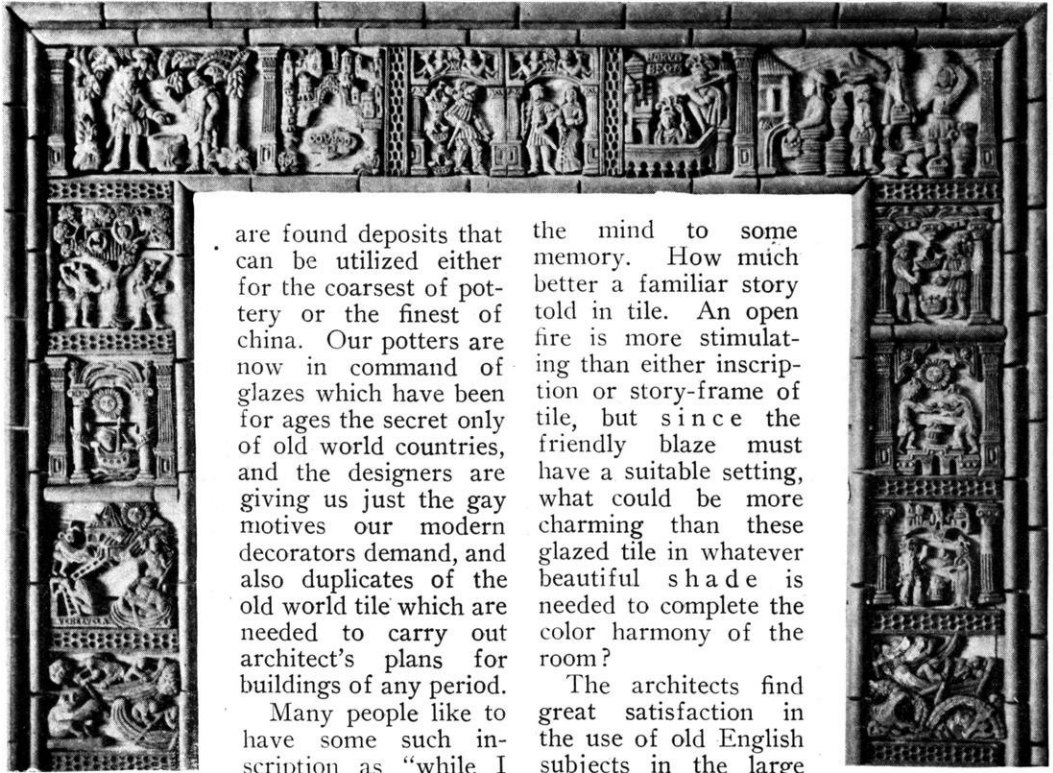 are found deposits that
can be utilized either
for the coarsest of pot-
tery or the finest of
china. Our potters are
now in command of
glazes which have been
for ages the secret only
of old world countries,
and the designers are
giving us just the gay
motives our modern
decorators demand, and
also duplicates of the
old world tile which are
needed to carry out
architect's plans for
buildings of any period.
Many people like to
have some such in-
scription as "while I
the mind to some
memory. How much
better a familiar story
told in tile. An open
fire is more stimulat-
ing than either inscrip-
tion or story-frame of
tile, but since the
friendly blaze must
have a suitable setting,
what could be more
charming than these
glazed tile in whatever
beautiful shade is
needed to complete the
color harmony of the
room?
The architects find
great satisfaction in
the use of old English
subjects in the large